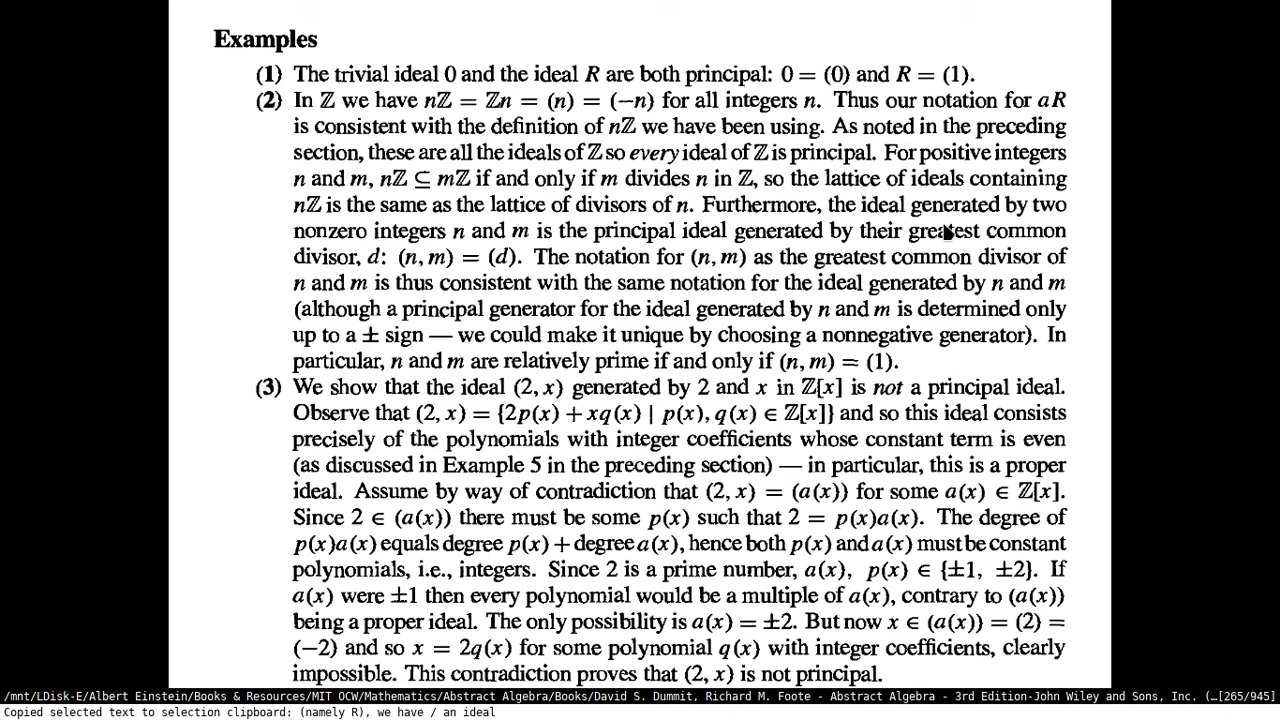 Examples
(1) The trivial ideal 0 and the ideal R are both principal: 0 = (0) and R = (1).
(2) In ℤ we have nℤ = ℤn = (n) = (−n) for all integers n. Thus our notation for aR
is consistent with the definition of nℤ we have been using. As noted in the preceding
section, these are all the ideals of ℤ so every ideal of ℤ is principal. For positive integers
n and m, nℤ ⊆ mℤ if and only if m divides n in ℤ, so the lattice of ideals containing
nℤ is the same as the lattice of divisors of n. Furthermore, the ideal generated by two
nonzero integers n and m is the principal ideal generated by their greatest common
divisor, d: (n, m) = (d). The notation for (n, m) as the greatest common divisor of
n and m is thus consistent with the same notation for the ideal generated by n and m
(although a principal generator for the ideal generated by n and m is determined only
up to a ± sign — we could make it unique by choosing a nonnegative generator). In
particular, n and m are relatively prime if and only if (n, m) = (1).
(3) We show that the ideal (2, x) generated by 2 and x in ℤ[x] is not a principal ideal.
Observe that (2, x) = {2p(x) + xq(x) | p(x), q(x) ∈ ℤ[x]} and so this ideal consists
precisely of the polynomials with integer coefficients whose constant term is even
(as discussed in Example 5 in the preceding section) — in particular, this is a proper
ideal. Assume by way of contradiction that (2, x) = (a(x)) for some a(x) ∈ ℤ[x].
Since 2 ∈ (a(x)) there must be some p(x) such that 2 = p(x)a(x). The degree of
p(x)a(x) equals degree p(x) + degree a(x), hence both p(x) and a(x) must be constant
polynomials, i.e., integers. Since 2 is a prime number, a(x), p(x) ∈ {±1, ±2}. If
a(x) were ±1 then every polynomial would be a multiple of a(x), contrary to (a(x))
being a proper ideal. The only possibility is a(x) = ±2. But now x ∈ (a(x)) = (2) =
(−2) and so x = 2q(x) for some polynomial q(x) with integer coefficients, clearly
impossible. This contradiction proves that (2, x) is not principal.
/mnt/LDisk-E/Albert Einstein/Books & Resources/MIT OCW/Mathematics/Abstract Algebra/Books/David S. Dummit, Richard M. Foote - Abstract Algebra - 3rd Edition-John Wiley and Sons, Inc. (…[265/945]
Copied selected text to selection clipboard: (namely R), we have / an ideal